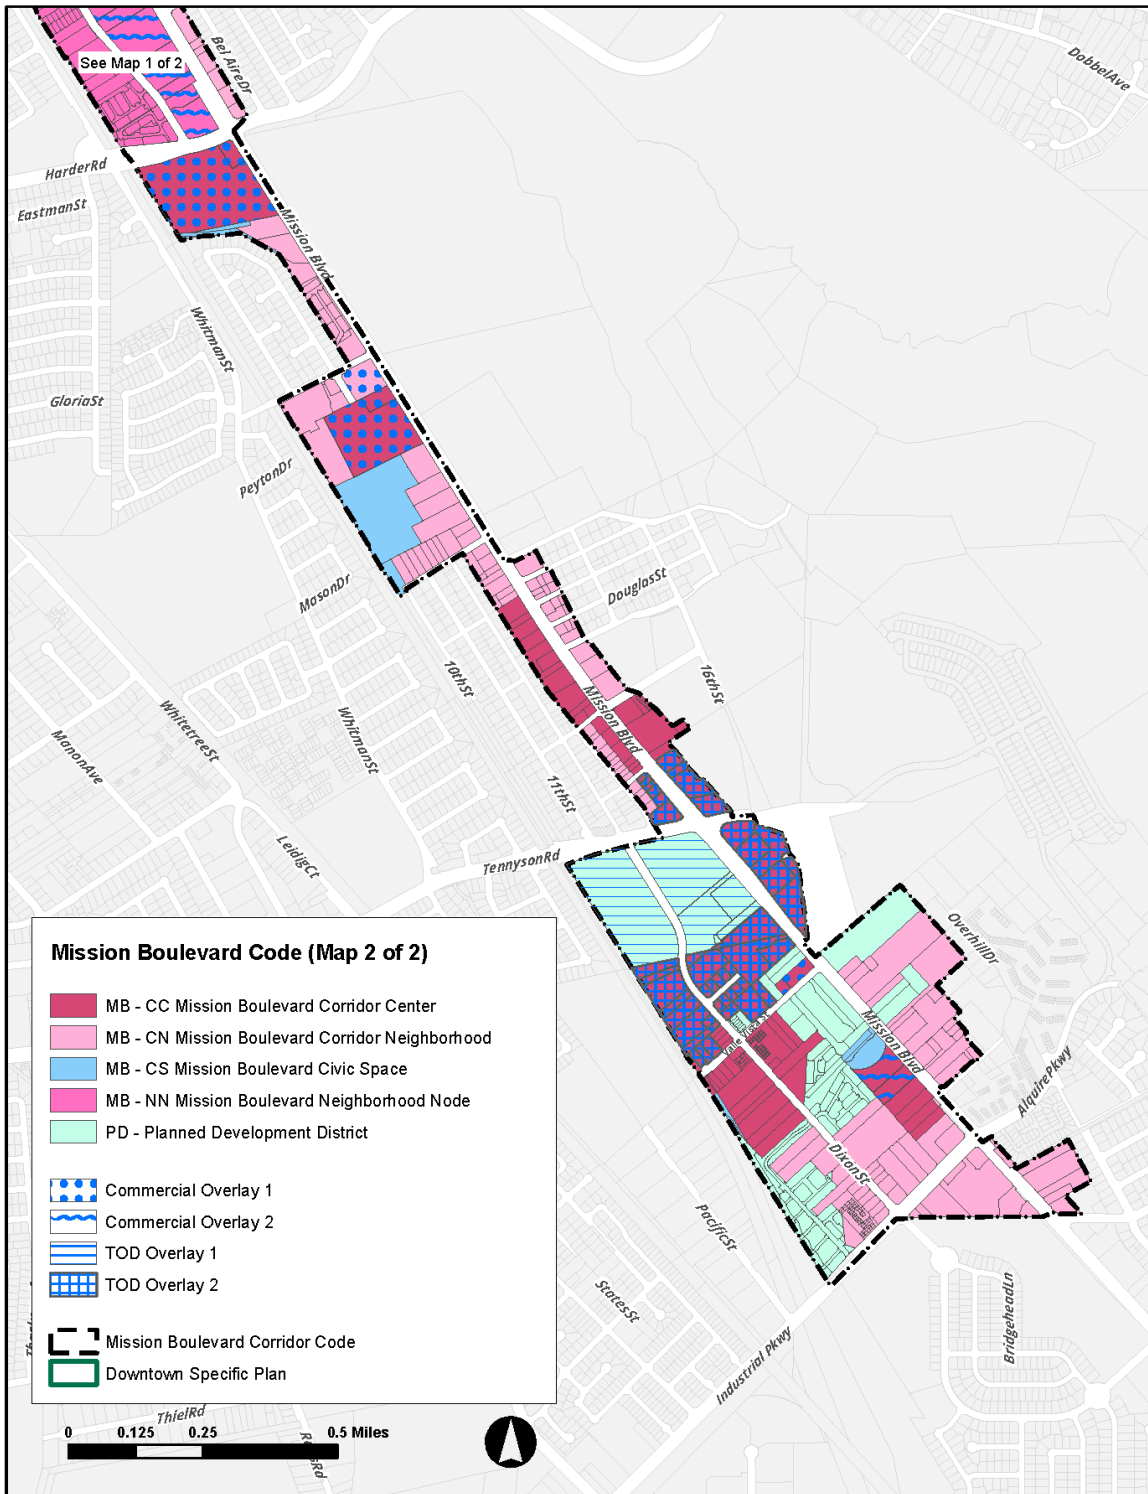 See Map 1 of 2
Bel AireDr
DobbelAve
HarderRd
EastmanSt
Mission Blvd
WhitmanSt
GloriaSt
PeytonDr
MasonDr
DouglasSt
10thSt
16thSt
WhitetreeSt
WhitmanSt
Mission Blvd
ManonAve
11thSt
LeidigCt
TennysonRd
OverhillDr
Mission Boulevard Code (Map 2 of 2)
MB - CC Mission Boulevard Corridor Center
MB - CN Mission Boulevard Corridor Neighborhood
MB - CS Mission Boulevard Civic Space
MB - NN Mission Boulevard Neighborhood Node
PD - Planned Development District
Commercial Overlay 1
Commercial Overlay 2
TOD Overlay 1
TOD Overlay 2
Mission Boulevard Corridor Code
Downtown Specific Plan
Valle Vista St
Mission Blvd
AlquirePkwy
DixonSt
PacificSt
StatesSt
BridgeheadLn
Industrial Pkwy
ThielRd
0 0.125 0.25 0.5 Miles